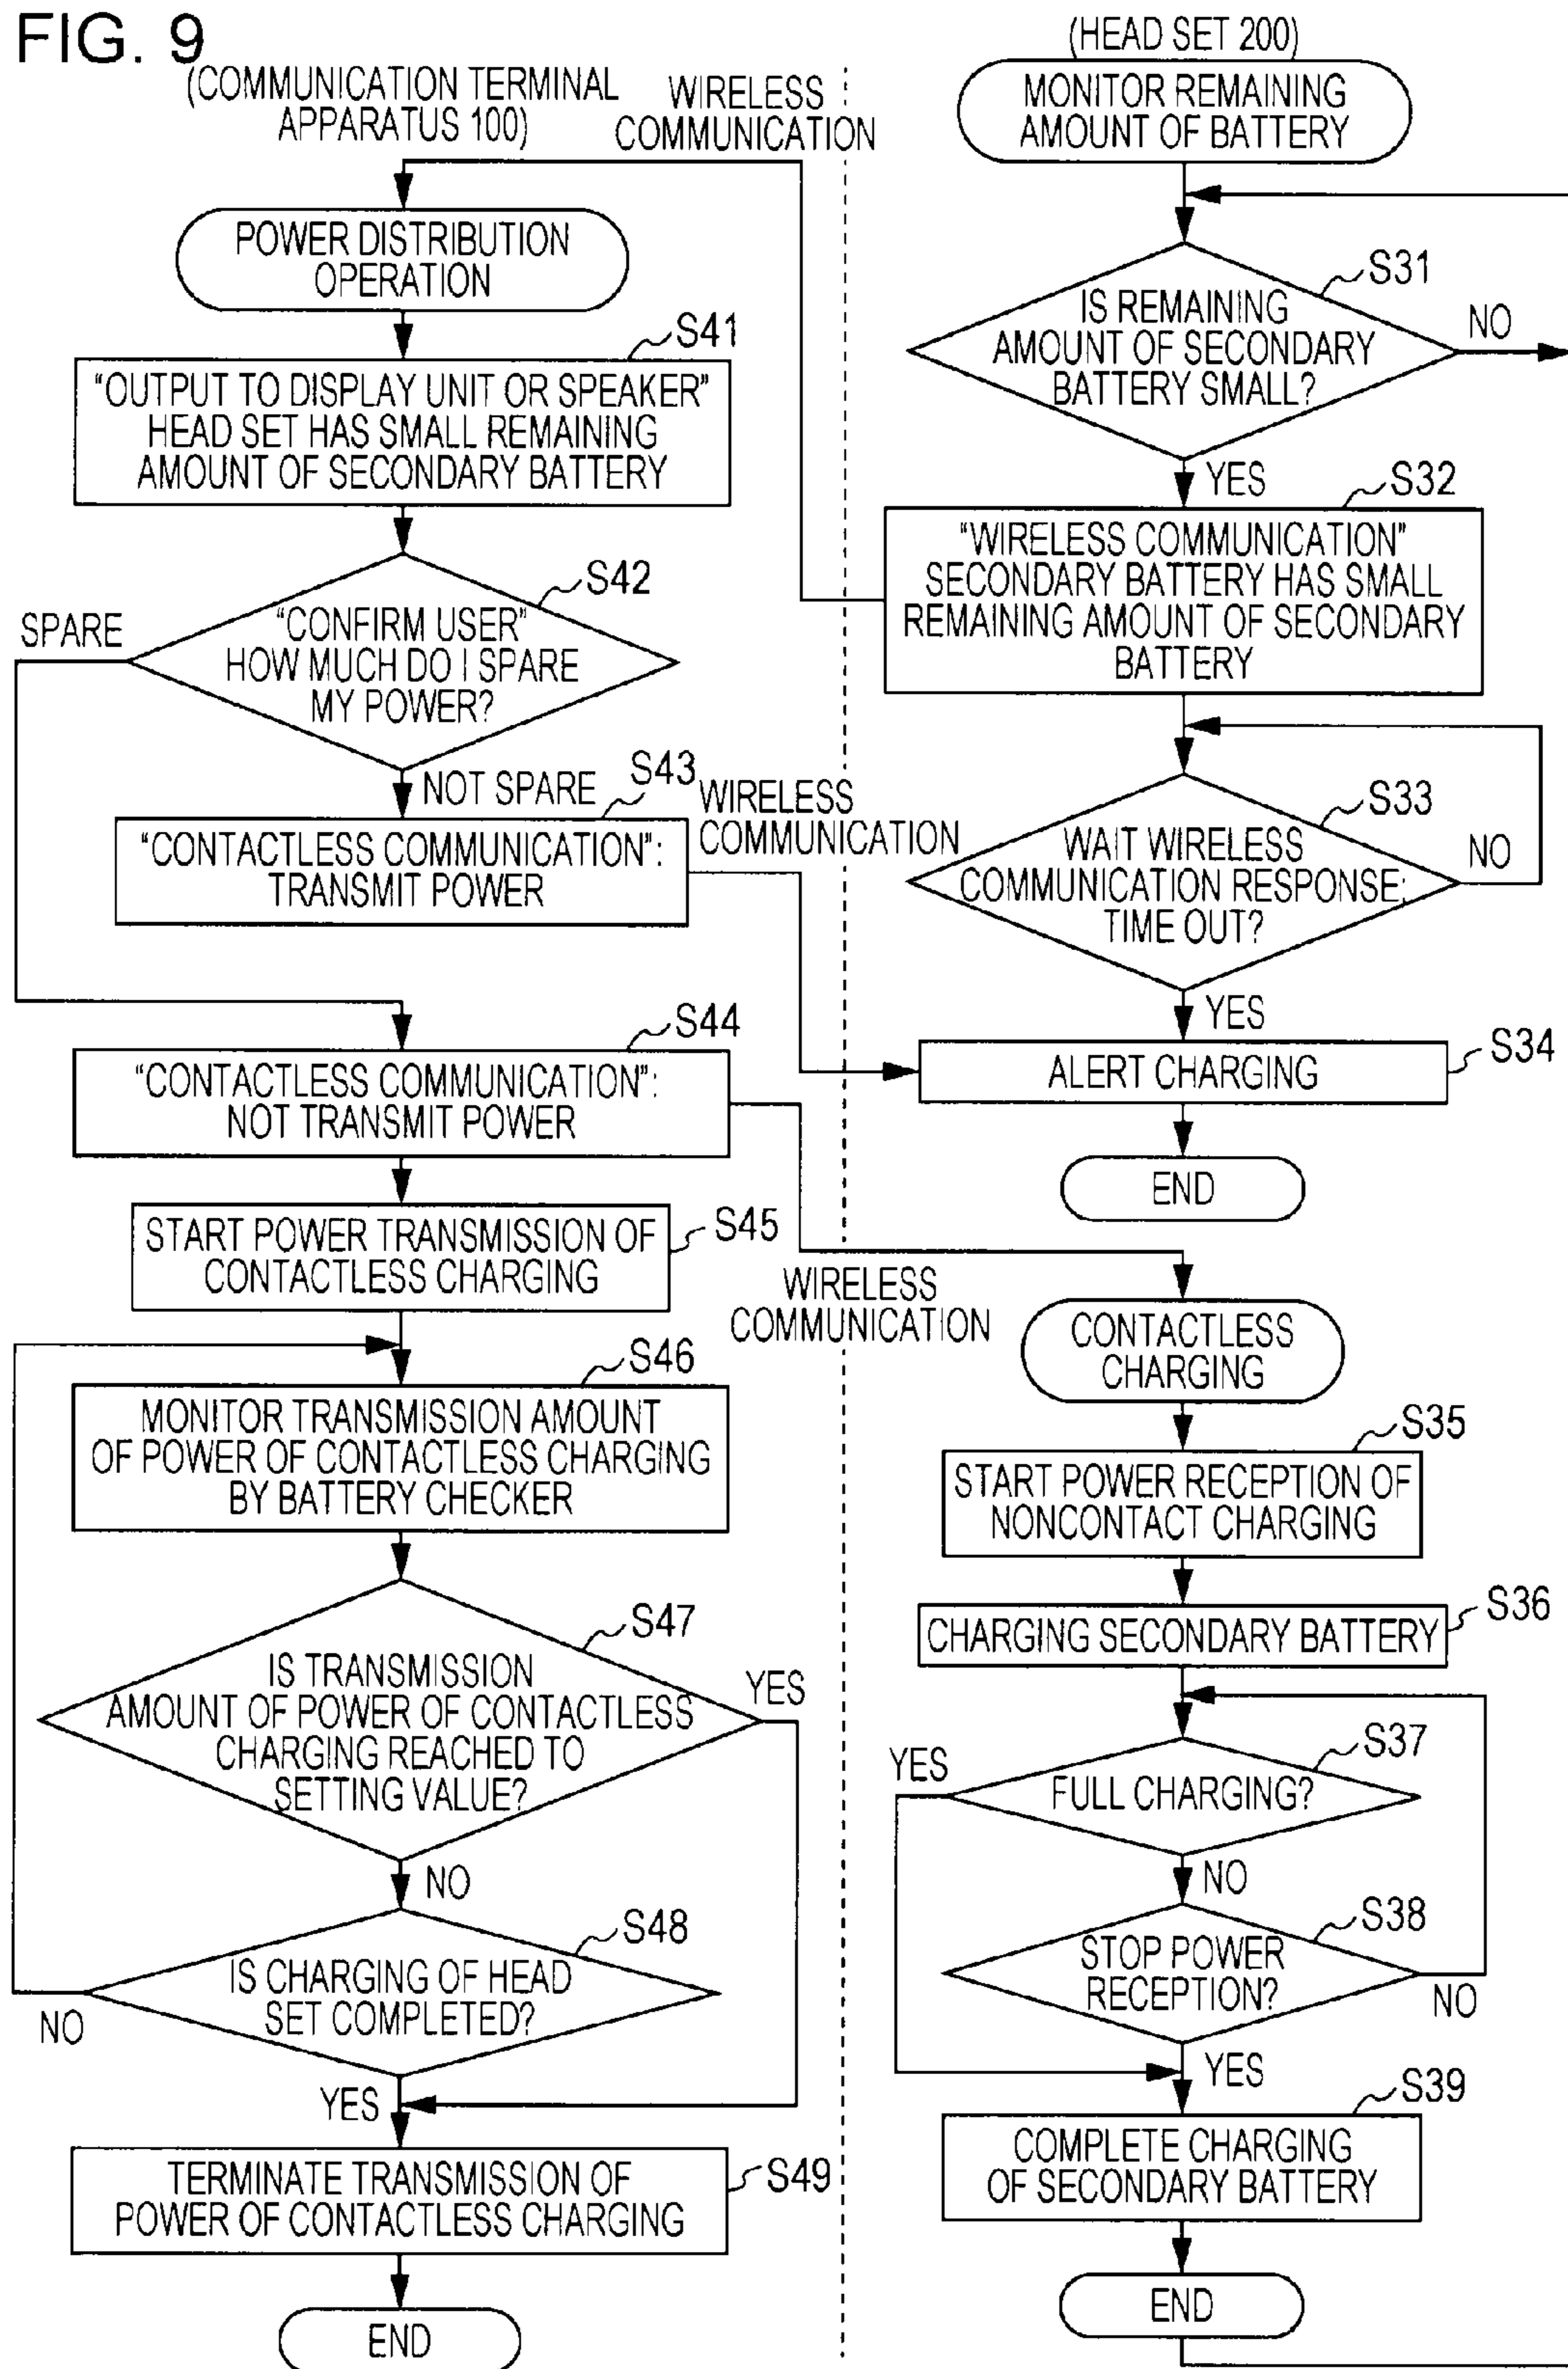 FIG. 9
(COMMUNICATION TERMINAL
APPARATUS 100)
WIRELESS
COMMUNICATION
POWER DISTRIBUTION
OPERATION
S41
“OUTPUT TO DISPLAY UNIT OR SPEAKER”
HEAD SET HAS SMALL REMAINING
AMOUNT OF SECONDARY BATTERY
S42
“CONFIRM USER”
HOW MUCH DO I SPARE
MY POWER?
SPARE
NOT SPARE
S43
“CONTACTLESS COMMUNICATION”:
TRANSMIT POWER
WIRELESS
COMMUNICATION
S44
“CONTACTLESS COMMUNICATION”:
NOT TRANSMIT POWER
S45
START POWER TRANSMISSION OF
CONTACTLESS CHARGING
WIRELESS
COMMUNICATION
S46
MONITOR TRANSMISSION AMOUNT
OF POWER OF CONTACTLESS CHARGING
BY BATTERY CHECKER
S47
IS TRANSMISSION
AMOUNT OF POWER OF CONTACTLESS
CHARGING REACHED TO
SETTING VALUE?
YES
NO
S48
IS CHARGING OF HEAD
SET COMPLETED?
NO
YES
S49
TERMINATE TRANSMISSION OF
POWER OF CONTACTLESS CHARGING
END
(HEAD SET 200)
MONITOR REMAINING
AMOUNT OF BATTERY
S31
IS REMAINING
AMOUNT OF SECONDARY
BATTERY SMALL?
NO
YES
S32
“WIRELESS COMMUNICATION”
SECONDARY BATTERY HAS SMALL
REMAINING AMOUNT OF SECONDARY
BATTERY
S33
WAIT WIRELESS
COMMUNICATION RESPONSE;
TIME OUT?
NO
YES
S34
ALERT CHARGING
END
CONTACTLESS
CHARGING
S35
START POWER RECEPTION OF
NONCONTACT CHARGING
S36
CHARGING SECONDARY BATTERY
S37
FULL CHARGING?
YES
NO
S38
STOP POWER
RECEPTION?
NO
YES
S39
COMPLETE CHARGING
OF SECONDARY BATTERY
END